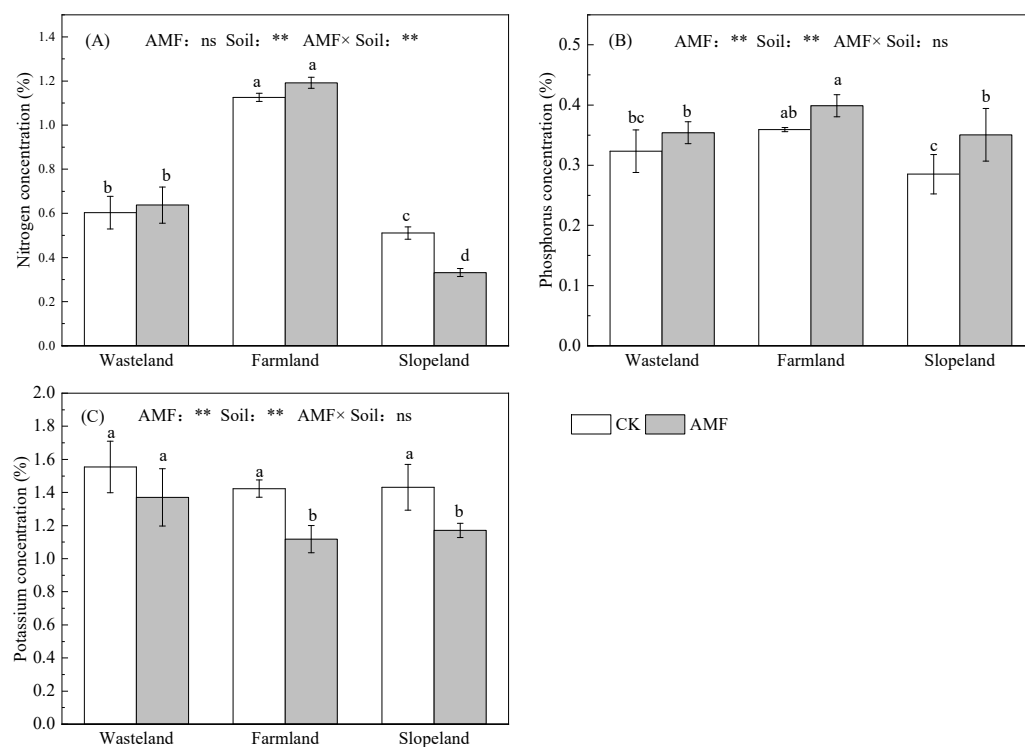 (A) AMF：ns Soil：** AMF× Soil：**
Nitrogen concentration (%)
1.4
1.2
1.0
0.8
0.6
0.4
0.2
0.0
b b a a c d
Wasteland Farmland Slopeland
(B) AMF：** Soil：** AMF× Soil：ns
Phosphorus concentration (%)
0.5
0.4
0.3
0.2
0.1
0.0
bc b ab a c b
Wasteland Farmland Slopeland
(C) AMF：** Soil：** AMF× Soil：ns
Potassium concentration (%)
2.0
1.8
1.6
1.4
1.2
1.0
0.8
0.6
0.4
0.2
0.0
a a a b a b
Wasteland Farmland Slopeland
CK AMF